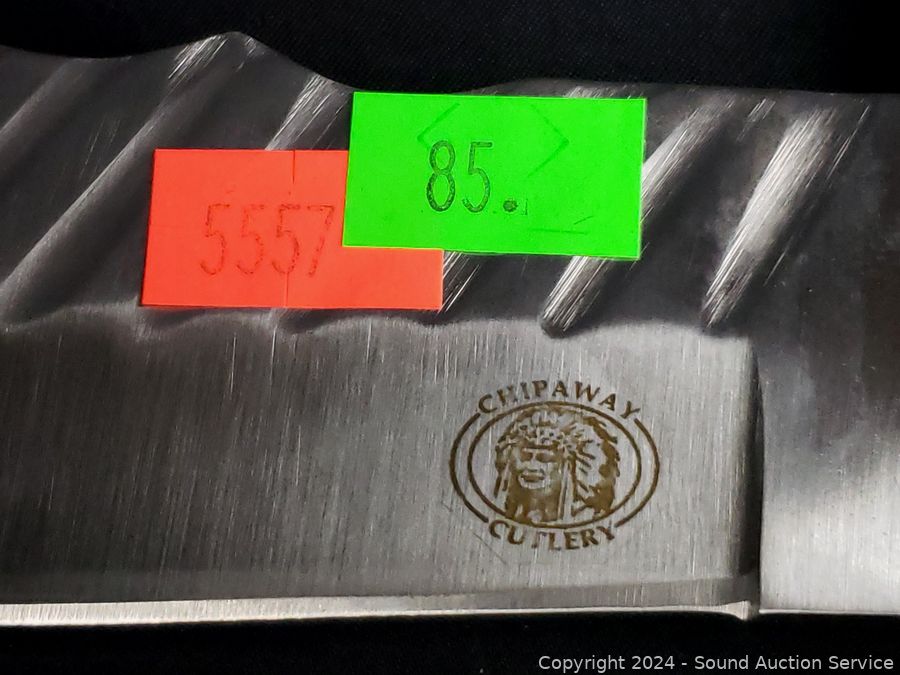 85.
5557
CHIPAWAY
CUTLERY
Copyright 2024 - Sound Auction Service